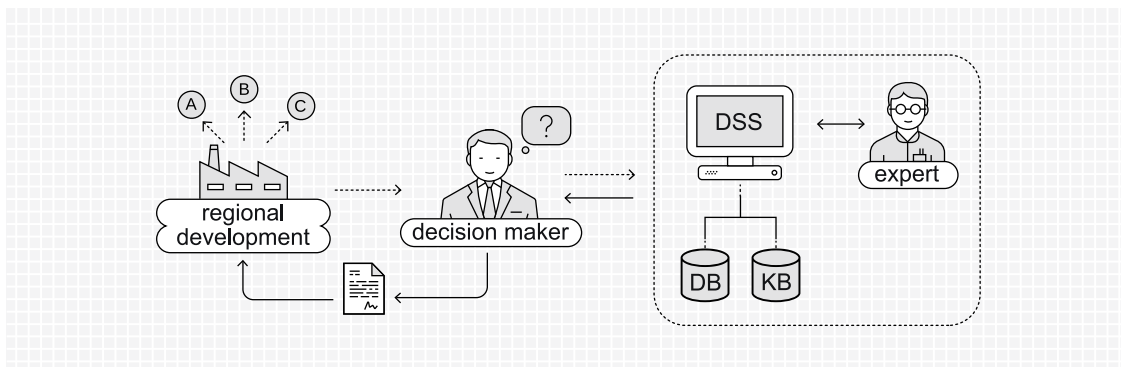 A
B
C
?
DSS
expert
regional
development
decision maker
DB
KB